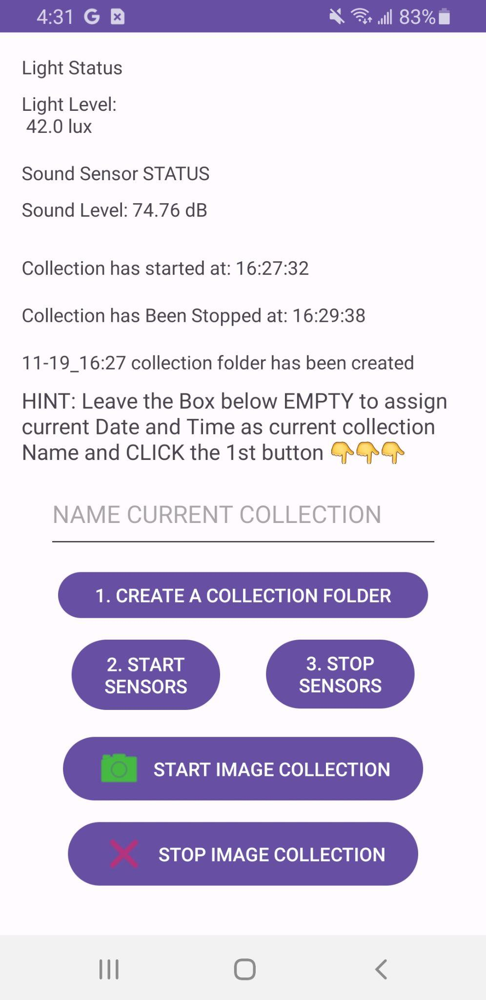 4:31 G 83%
Light Status
Light Level:
42.0 lux
Sound Sensor STATUS
Sound Level: 74.76 dB
Collection has started at: 16:27:32
Collection has Been Stopped at: 16:29:38
11-19_16:27 collection folder has been created
HINT: Leave the Box below EMPTY to assign
current Date and Time as current collection
Name and CLICK the 1st button 👇👇👇
NAME CURRENT COLLECTION
1. CREATE A COLLECTION FOLDER
2. START
SENSORS
3. STOP
SENSORS
START IMAGE COLLECTION
STOP IMAGE COLLECTION